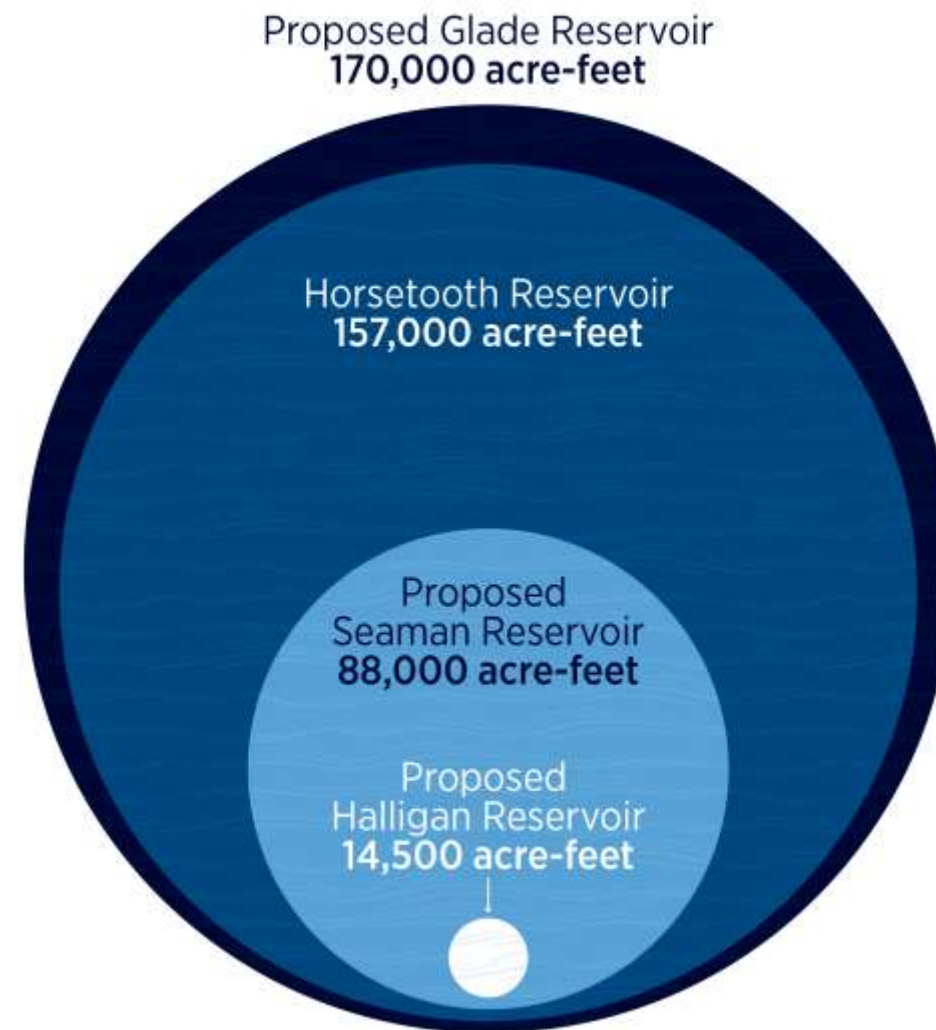 Proposed Glade Reservoir
170,000 acre-feet
Horsetooth Reservoir
157,000 acre-feet
Proposed
Seaman Reservoir
88,000 acre-feet
Proposed
Halligan Reservoir
14,500 acre-feet